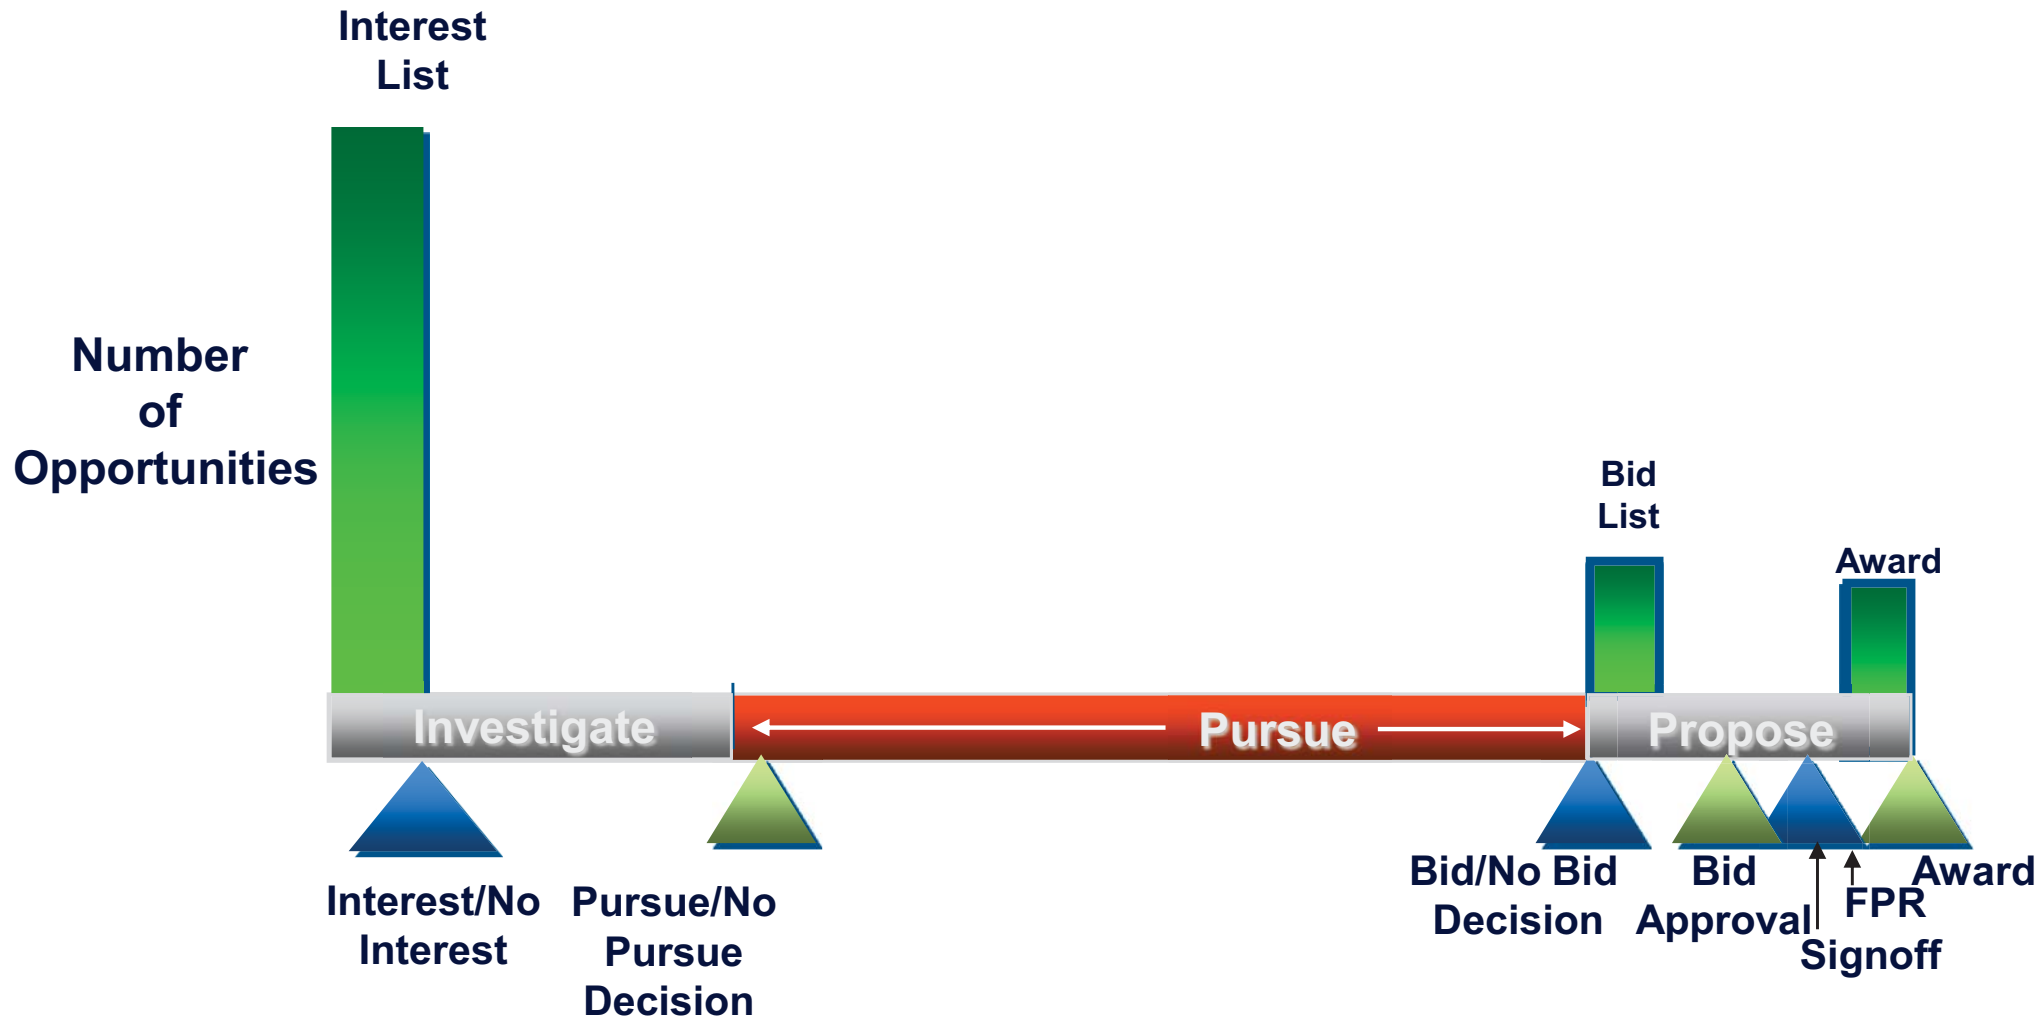 Interest
List
Number
of
Opportunities
Bid
List
Award
Investigate
Pursue
Propose
Interest/No
Interest
Pursue/No
Pursue
Decision
Bid/No Bid
Decision
Bid
Approval
Signoff
FPR
Award